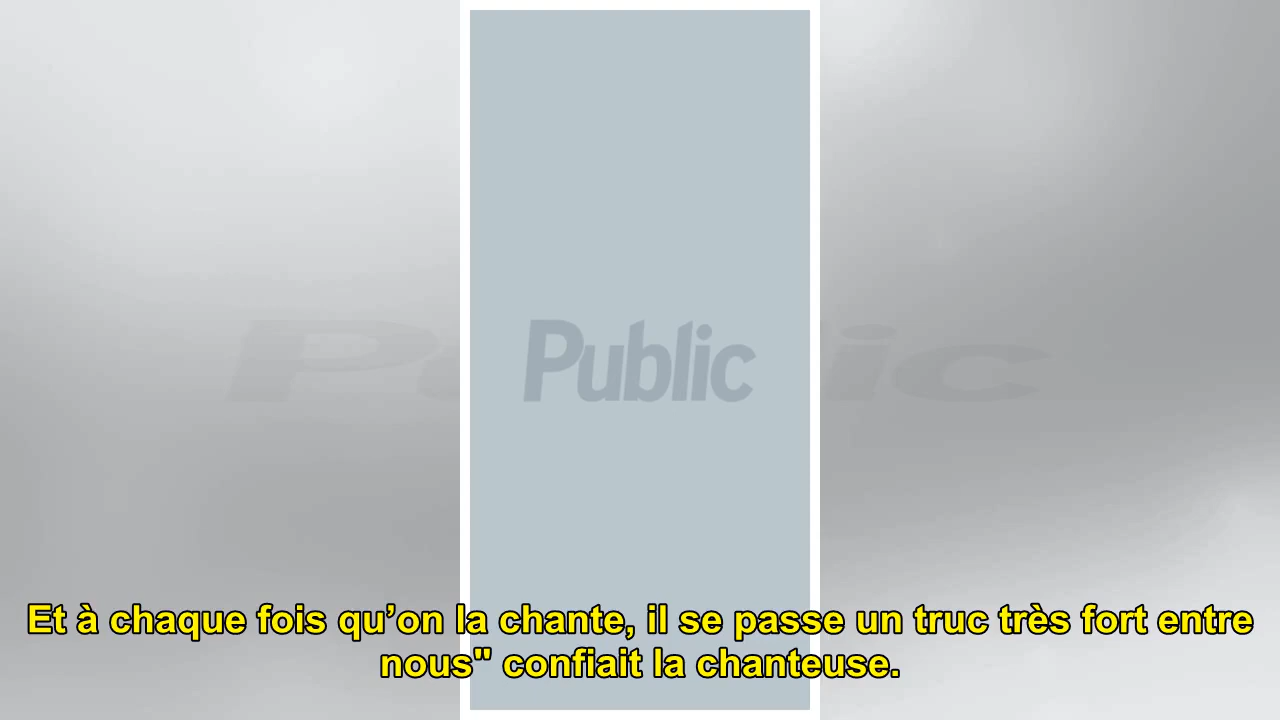 Public
Public
Et à chaque fois qu’on la chante, il se passe un truc très fort entre
nous" confiait la chanteuse.